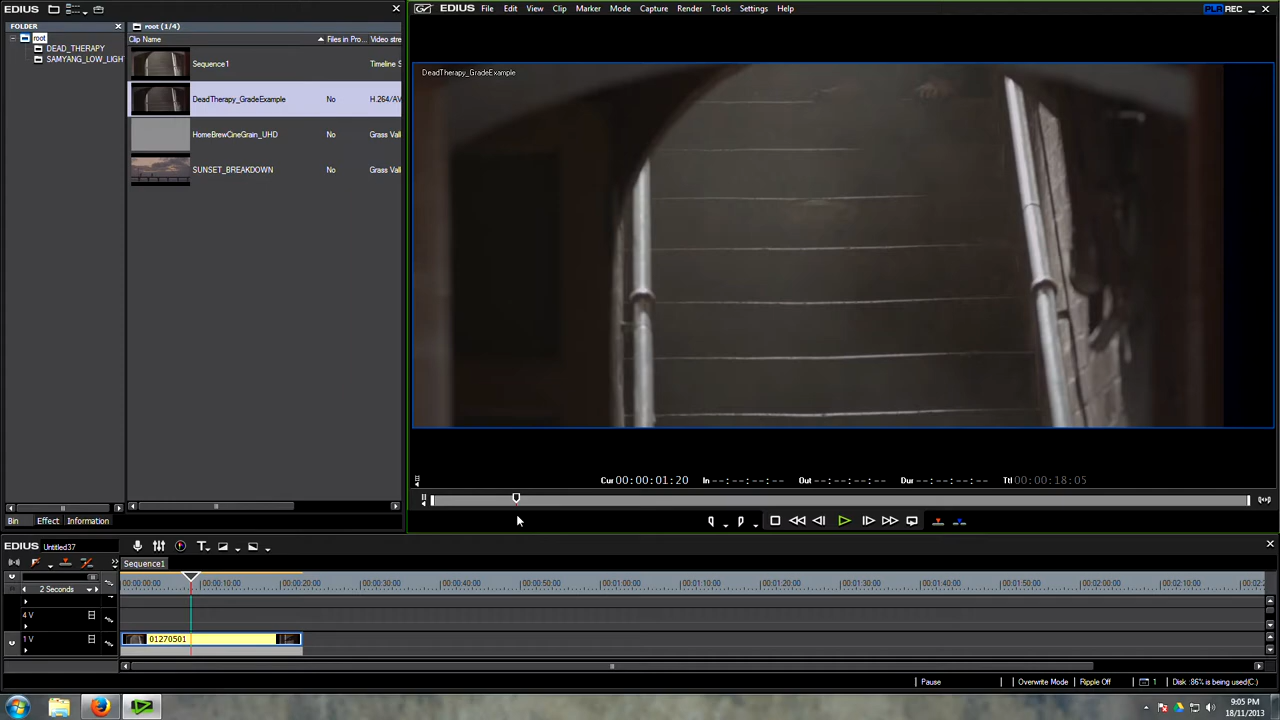 EDIUS
EDIUS File Edit View Clip Marker Mode Capture Render Tools Settings Help
PLR REC
FOLDER
root (1/4)
root
DEAD_THERAPY
SAMYANG_LOW_LIGHT
Clip Name Files in Pro... Video stre
Sequence1 Timeline S
DeadTherapy_GradeExample No H.264/AV
HomeBrewCineGrain_UHD No Grass Vall
SUNSET_BREAKDOWN No Grass Vall
DeadTherapy_GradeExample
Cur 00:00:01:20 In --:--:--:-- Out --:--:--:-- Dur --:--:--:-- Ttl 00:00:18:05
Bin Effect Information
EDIUS Untitled37
Sequence1
2 Seconds
00:00:00:00 00:00:10:00 00:00:20:00 00:00:30:00 00:00:40:00 00:00:50:00 00:01:00:00 00:01:10:00 00:01:20:00 00:01:30:00 00:01:40:00 00:01:50:00 00:02:00:00 00:02:10:00 00:02:2
4 V
1 V
01270501
Pause Overwrite Mode Ripple Off 1 Disk :86% is being used(C:)
9:05 PM
18/11/2013